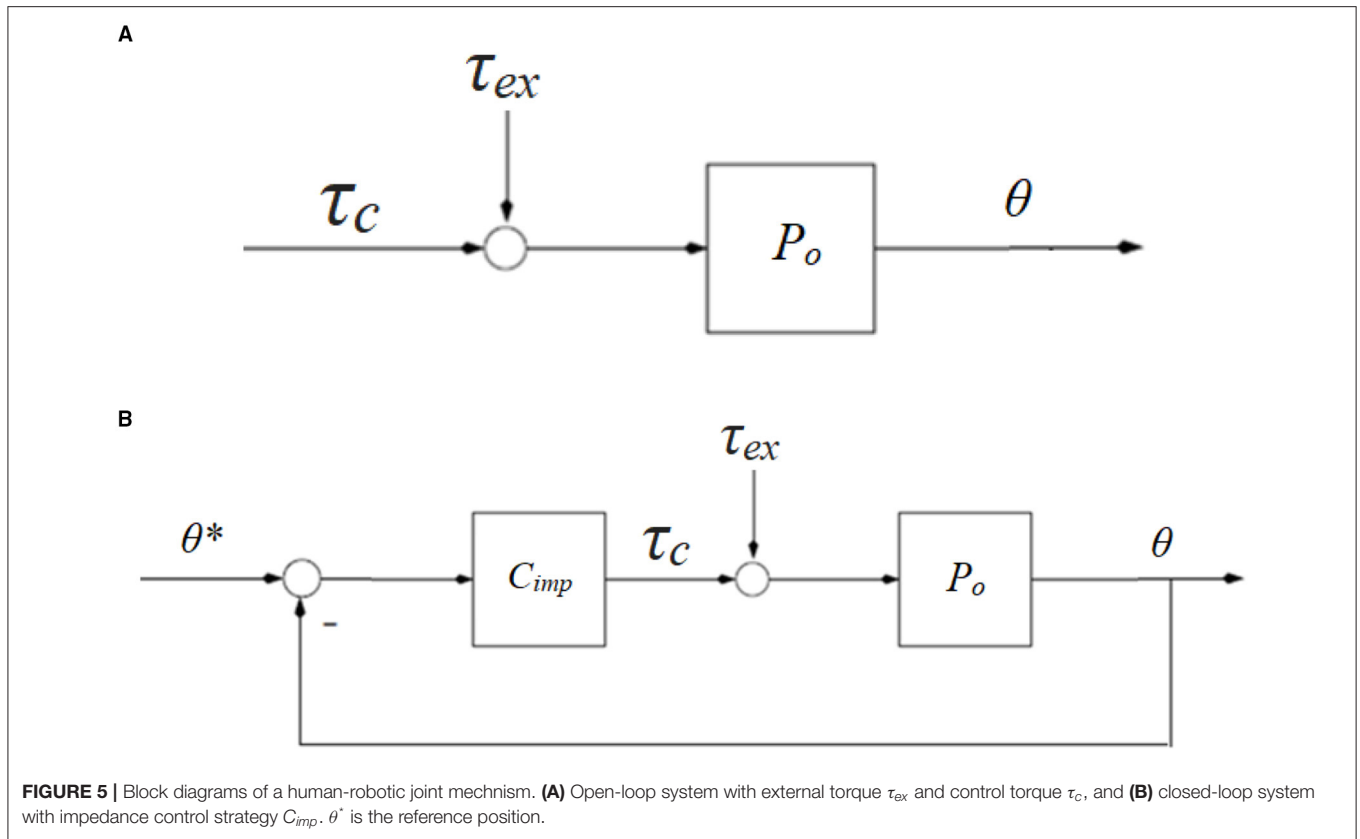 A
τex
τc
Po
θ
B
τex
θ*
Cimp
τc
Po
θ
-
FIGURE 5 | Block diagrams of a human-robotic joint mechnism. (A) Open-loop system with external torque τex and control torque τc, and (B) closed-loop system
with impedance control strategy Cimp. θ* is the reference position.